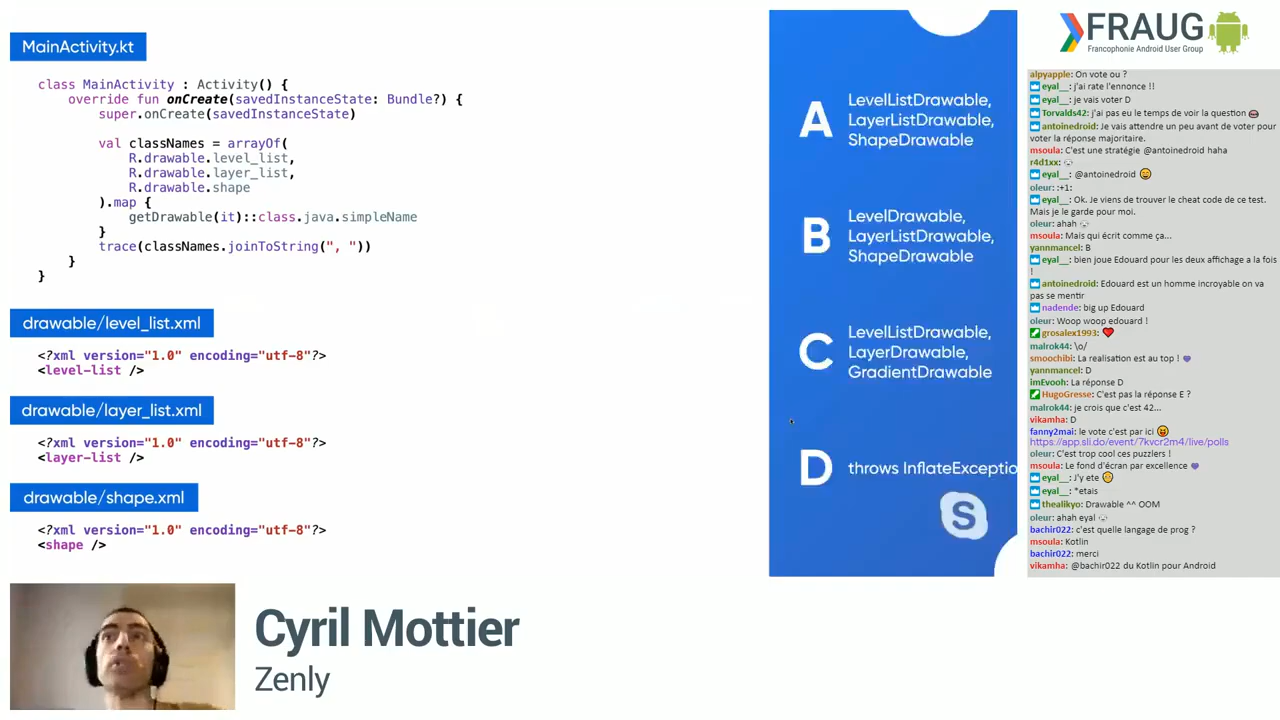 MainActivity.kt
class MainActivity : Activity() {
override fun onCreate(savedInstanceState: Bundle?) {
super.onCreate(savedInstanceState)
val classNames = arrayOf(
R.drawable.level_list,
R.drawable.layer_list,
R.drawable.shape
).map {
getDrawable(it)::class.java.simpleName
}
trace(classNames.joinToString(", "))
}
}
drawable/level_list.xml
<?xml version="1.0" encoding="utf-8"?>
<level-list />
drawable/layer_list.xml
<?xml version="1.0" encoding="utf-8"?>
<layer-list />
drawable/shape.xml
<?xml version="1.0" encoding="utf-8"?>
<shape />
Cyril Mottier
Zenly
A
LevelListDrawable,
LayerListDrawable,
ShapeDrawable
B
LevelDrawable,
LayerListDrawable,
ShapeDrawable
C
LevelListDrawable,
LayerDrawable,
GradientDrawable
D
throws InflateExceptio
S
FRAUG
Francophonie Android User Group
alpyapple: On vote ou ?
eyal__: j'ai rate l'ennonce !!
eyal__: je vais voter D
Torvalds42: j'ai pas eu le temps de voir la question
antoinedroid: Je vais attendre un peu avant de voter pour
voter la réponse majoritaire.
msoula: C'est une stratégie @antoinedroid haha
r4d1xx:
eyal__: @antoinedroid
oleur: :+1:
eyal__: Ok. Je viens de trouver le cheat code de ce test.
Mais je le garde pour moi.
oleur: ahah
msoula: Mais qui écrit comme ça...
yannmancel: B
eyal__: bien joue Edouard pour les deux affichage a la fois
!
antoinedroid: Edouard est un homme incroyable on va
pas se mentir
nadende: big up Edouard
oleur: Woop woop edouard !
grosalex1993:
malrok44: \o/
smoochibi: La realisation est au top !
yannmancel: D
imEvooh: La réponse D
HugoGresse: C'est pas la réponse E ?
malrok44: je crois que c'est 42...
vikamha: D
fanny2mai: le vote c'est par ici
https://app.sli.do/event/7kvcr2m4/live/polls
oleur: C'est trop cool ces puzzlers !
msoula: Le fond d'écran par excellence
eyal__: J'y ete
eyal__: *etais
thealikyo: Drawable ^^ OOM
oleur: ahah eyal
bachir022: c'est quelle langage de prog ?
msoula: Kotlin
bachir022: merci
vikamha: @bachir022 du Kotlin pour Android